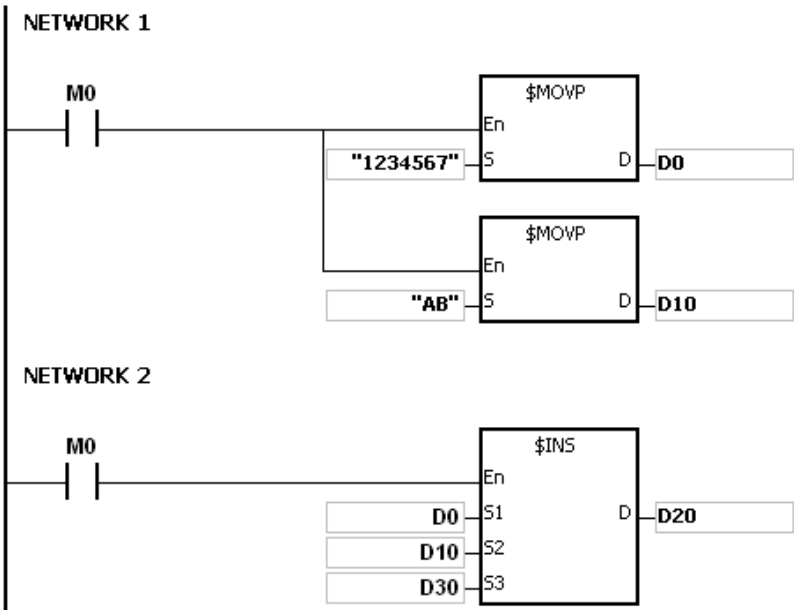 NETWORK 1
M0
$MOVP
En
"1234567" S D D0
$MOVP
En
"AB" S D D10
NETWORK 2
M0
$INS
En
D0 S1 D D20
D10 S2
D30 S3